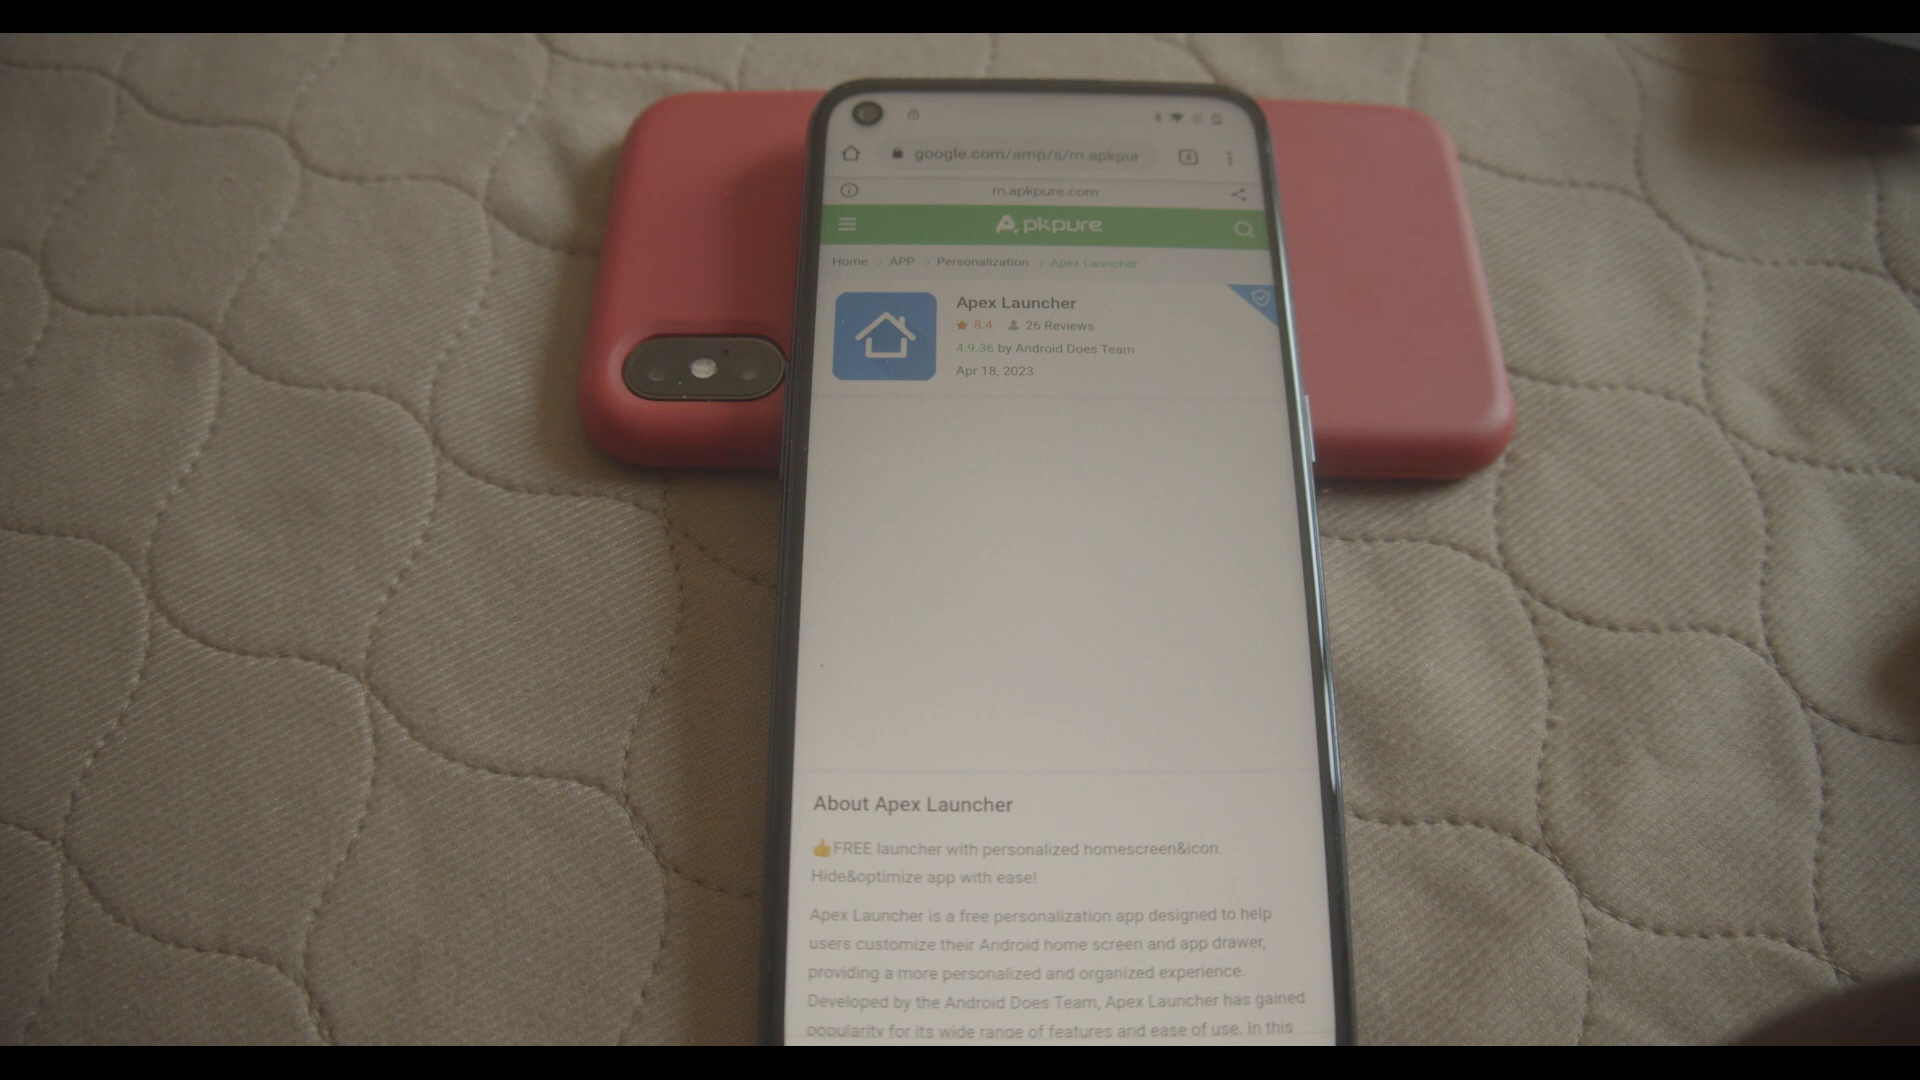 google.com/amp/s/m.apkpur
m.apkpure.com
Apkpure
Home > APP > Personalization > Apex Launcher
Apex Launcher
8.4 26 Reviews
4.9.36 by Android Does Team
Apr 18, 2023
About Apex Launcher
👍FREE launcher with personalized homescreen&icon.
Hide&optimize app with ease!
Apex Launcher is a free personalization app designed to help
users customize their Android home screen and app drawer,
providing a more personalized and organized experience.
Developed by the Android Does Team, Apex Launcher has gained
popularity for its wide range of features and ease of use. In this